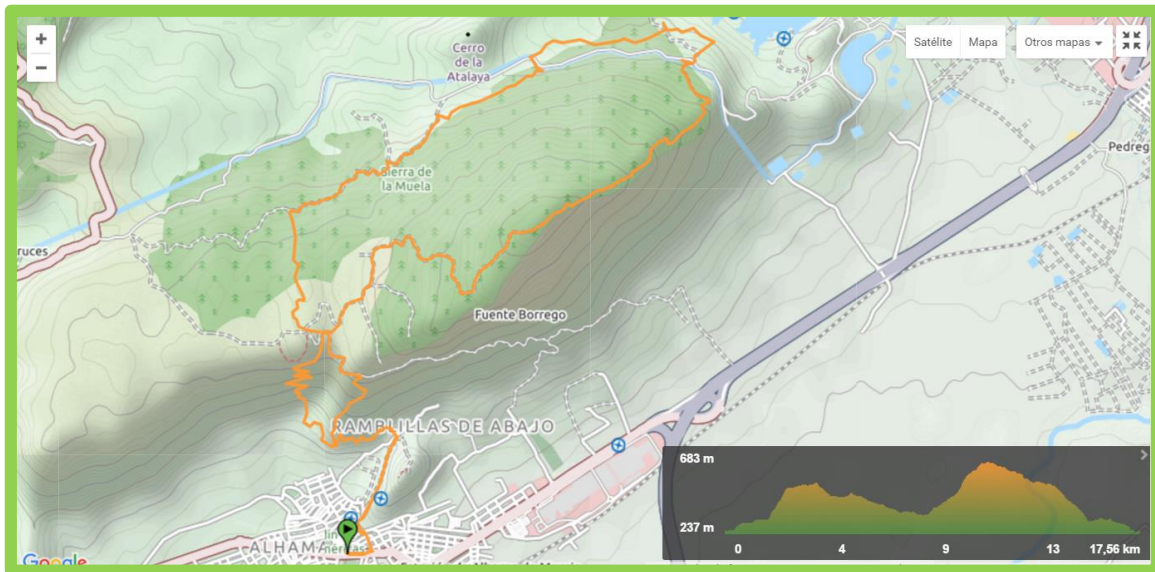 +
−
Cerro
de la
Atalaya
Satélite
Mapa
Otros mapas
Pedreg
Sierra de
la Muela
ruces
Fuente Borrego
RAMBLILLAS DE ABAJO
ALHAMA
Google
683 m
237 m
0
4
9
13
17,56 km